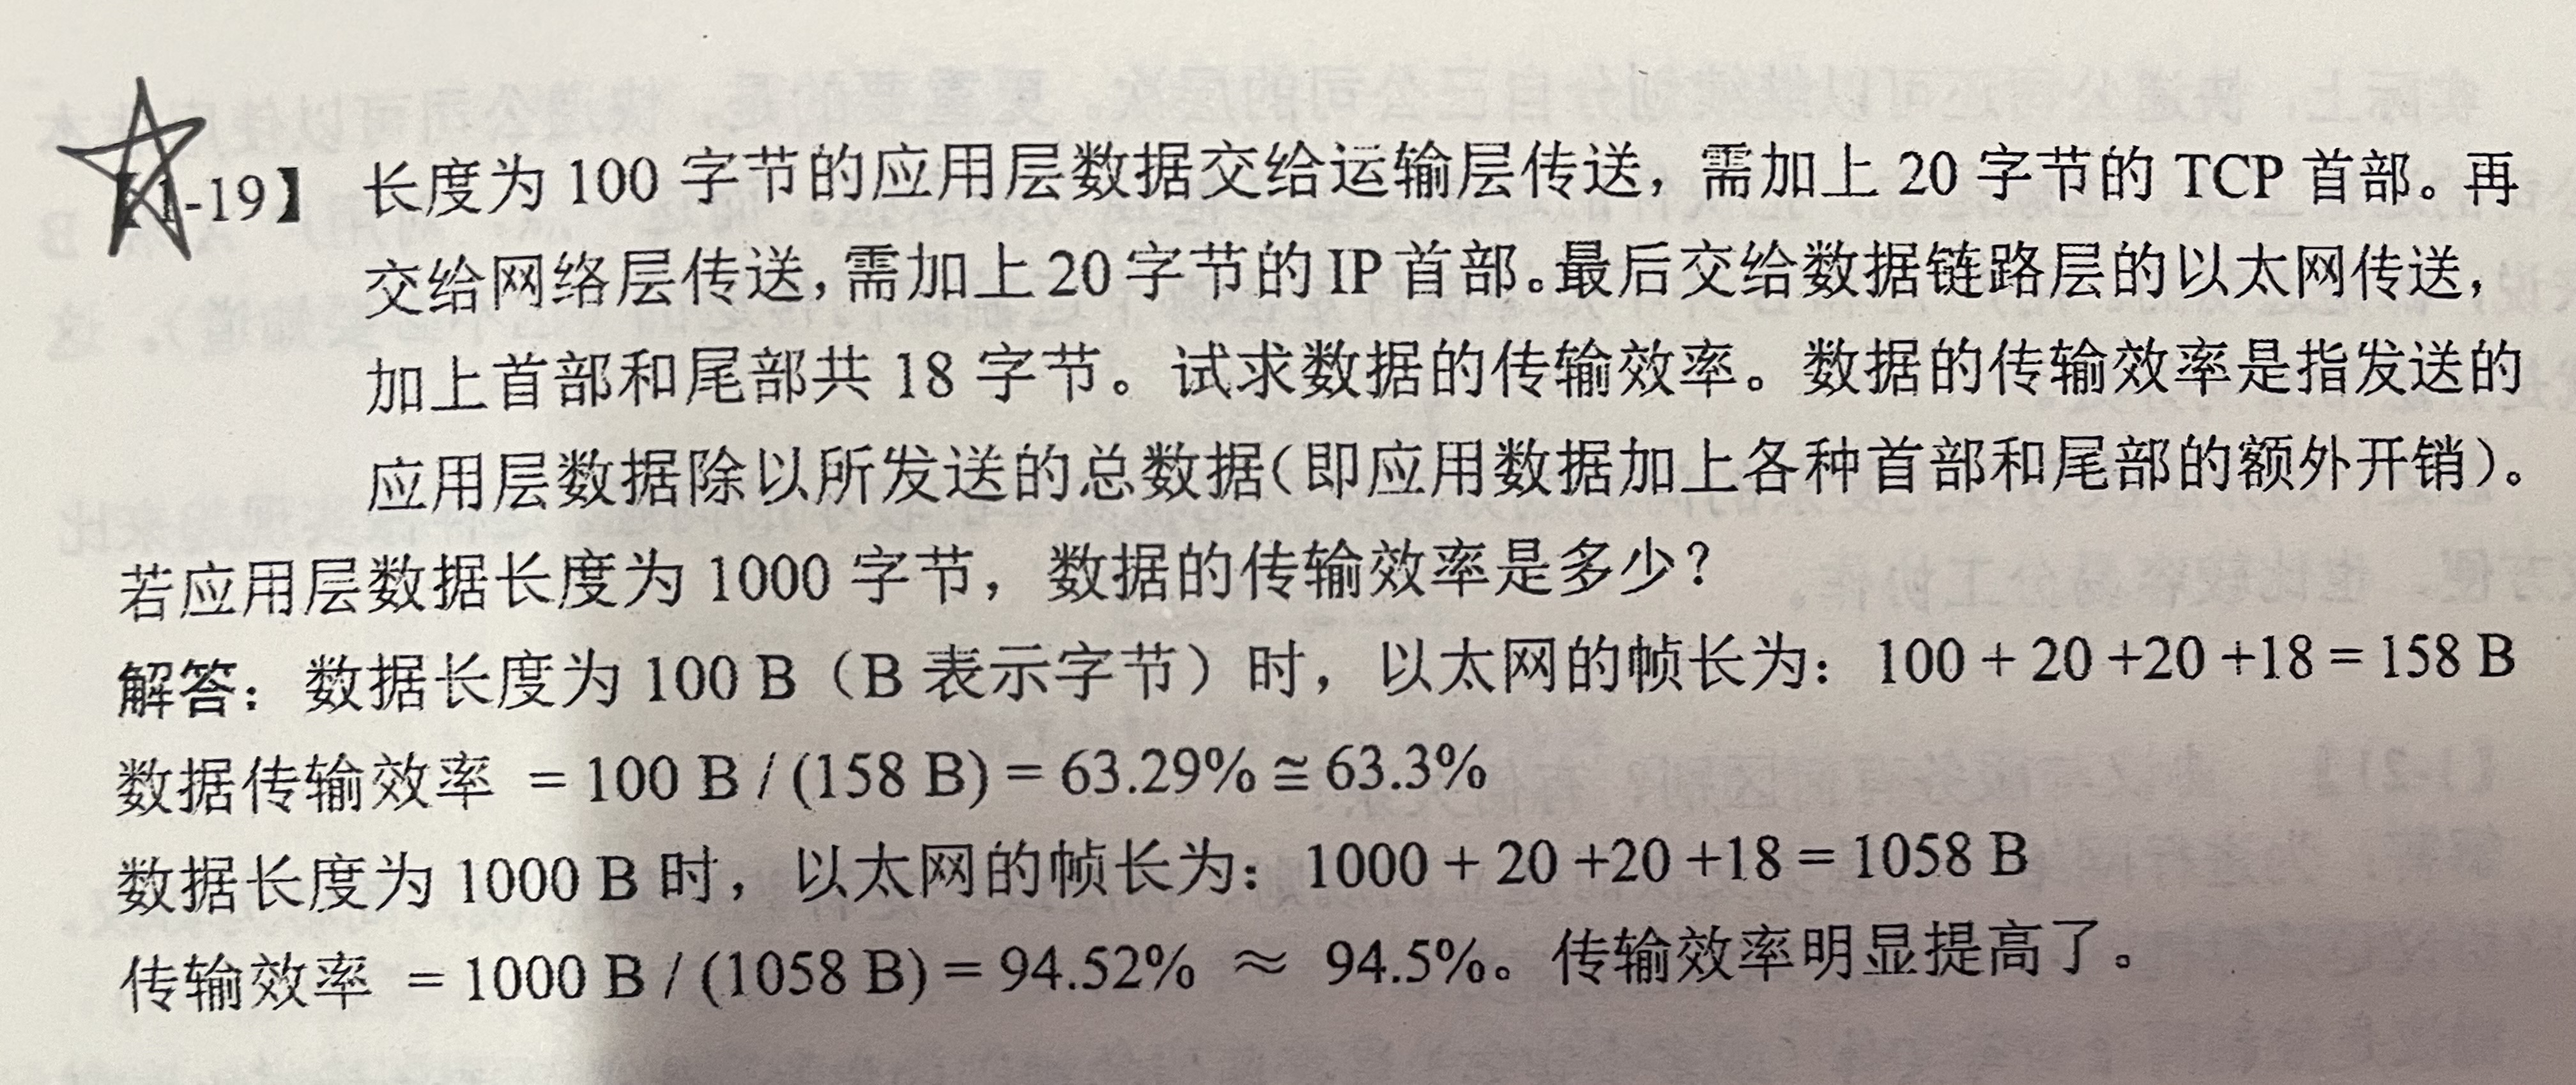 【1-19】 长度为 100 字节的应用层数据交给运输层传送，需加上 20 字节的 TCP 首部。再
交给网络层传送，需加上 20 字节的 IP 首部。最后交给数据链路层的以太网传送，
加上首部和尾部共 18 字节。试求数据的传输效率。数据的传输效率是指发送的
应用层数据除以所发送的总数据（即应用数据加上各种首部和尾部的额外开销）。
若应用层数据长度为 1000 字节，数据的传输效率是多少？
解答：数据长度为 100 B（B 表示字节）时，以太网的帧长为：100 + 20 +20 +18 = 158 B
数据传输效率 = 100 B / (158 B) = 63.29% ≅ 63.3%
数据长度为 1000 B 时，以太网的帧长为：1000 + 20 +20 +18 = 1058 B
传输效率 = 1000 B / (1058 B) = 94.52% ≈ 94.5%。传输效率明显提高了。